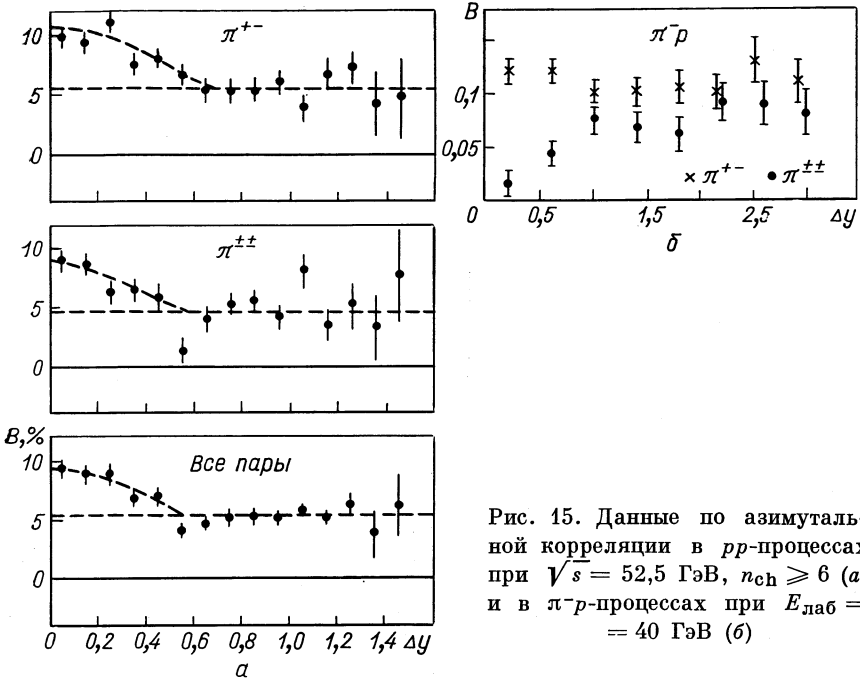 π⁺⁻
10
5
0
π^{±±}
10
5
0
B,%
Все пары
10
5
0
0 0,2 0,4 0,6 0,8 1,0 1,2 1,4 Δy
а
B
π⁻p
0,1
0,05
× π⁺⁻ ● π^{±±}
0 0,5 1,5 2,5 Δy
б
Рис. 15. Данные по азимуталь-
ной корреляции в pp-процессах
при √s = 52,5 ГэВ, n_ch ⩾ 6 (а
и в π⁻p-процессах при E_лаб =
= 40 ГэВ (б)